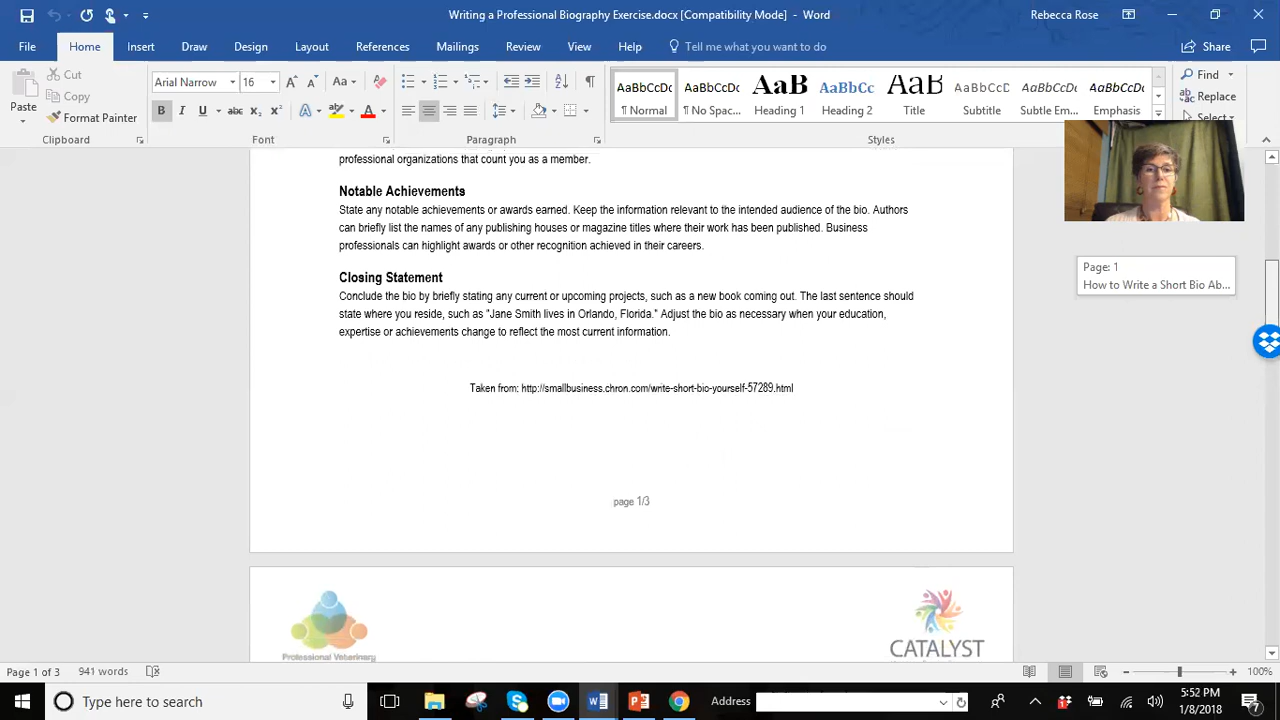 Writing a Professional Biography Exercise.docx [Compatibility Mode] - Word
Rebecca Rose
File Home Insert Draw Design Layout References Mailings Review View Help Tell me what you want to do Share
Paste
Cut
Copy
Format Painter
Clipboard
Arial Narrow 16
Aa
B I U abc x₂ x²
A A
Font
Paragraph
AaBbCcDc AaBbCcDc AaB AaBbCc AaB AaBbCcD AaBbCcDc AaBbCcDc
¶ Normal ¶ No Spac... Heading 1 Heading 2 Title Subtitle Subtle Em... Emphasis
Styles
Find
Replace
Select
professional organizations that count you as a member.
Notable Achievements
State any notable achievements or awards earned. Keep the information relevant to the intended audience of the bio. Authors
can briefly list the names of any publishing houses or magazine titles where their work has been published. Business
professionals can highlight awards or other recognition achieved in their careers.
Closing Statement
Conclude the bio by briefly stating any current or upcoming projects, such as a new book coming out. The last sentence should
state where you reside, such as "Jane Smith lives in Orlando, Florida." Adjust the bio as necessary when your education,
expertise or achievements change to reflect the most current information.
Taken from: http://smallbusiness.chron.com/write-short-bio-yourself-57289.html
page 1/3
Page: 1
How to Write a Short Bio Ab...
Professional Veterinary
CATALYST
Page 1 of 3 941 words
100%
Type here to search
Address
5:52 PM
1/8/2018
7